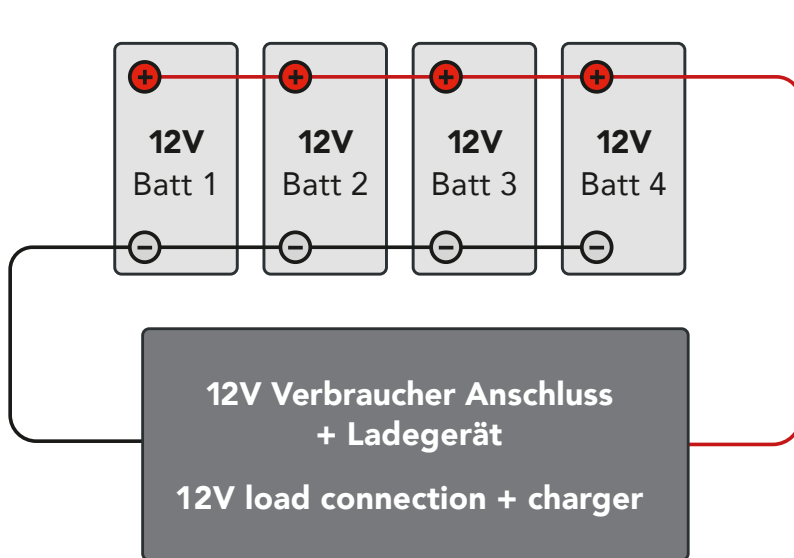 + + + +
12V 12V 12V 12V
Batt 1 Batt 2 Batt 3 Batt 4
− − − −
12V Verbraucher Anschluss
+ Ladegerät
12V load connection + charger